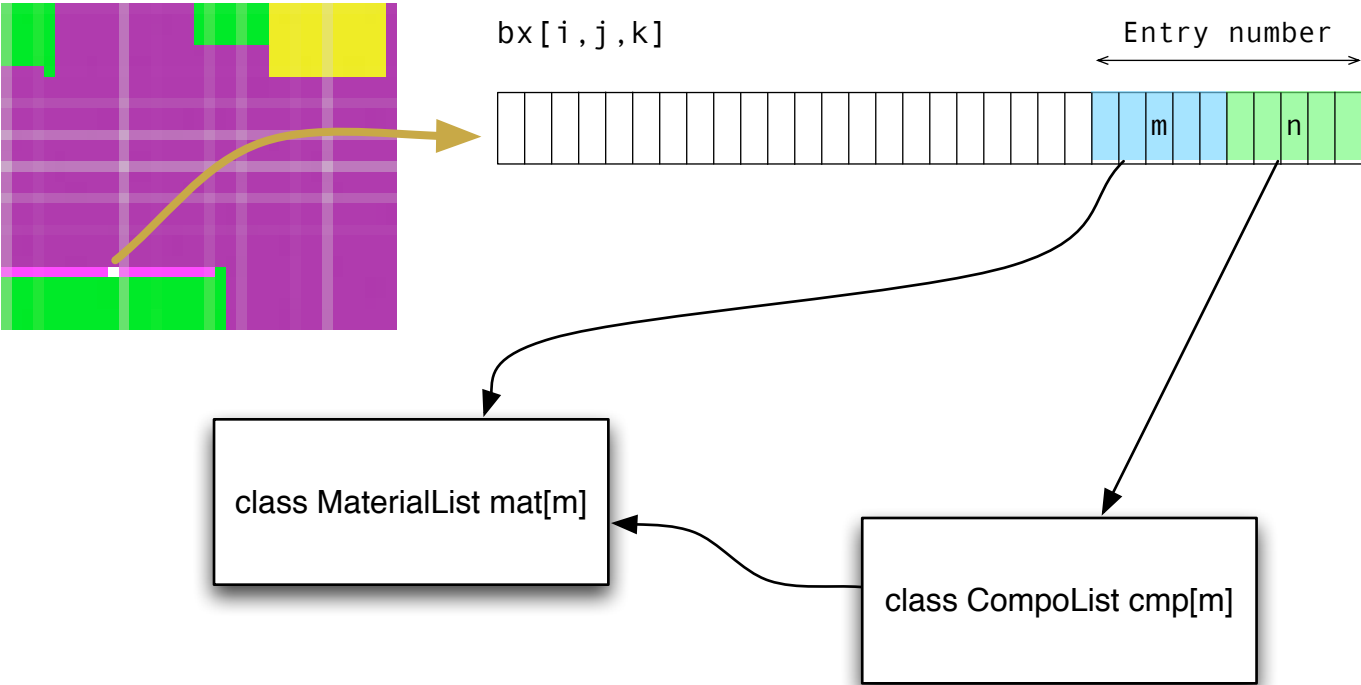 bx[i,j,k]
Entry number
m
n
class MaterialList mat[m]
class CompoList cmp[m]